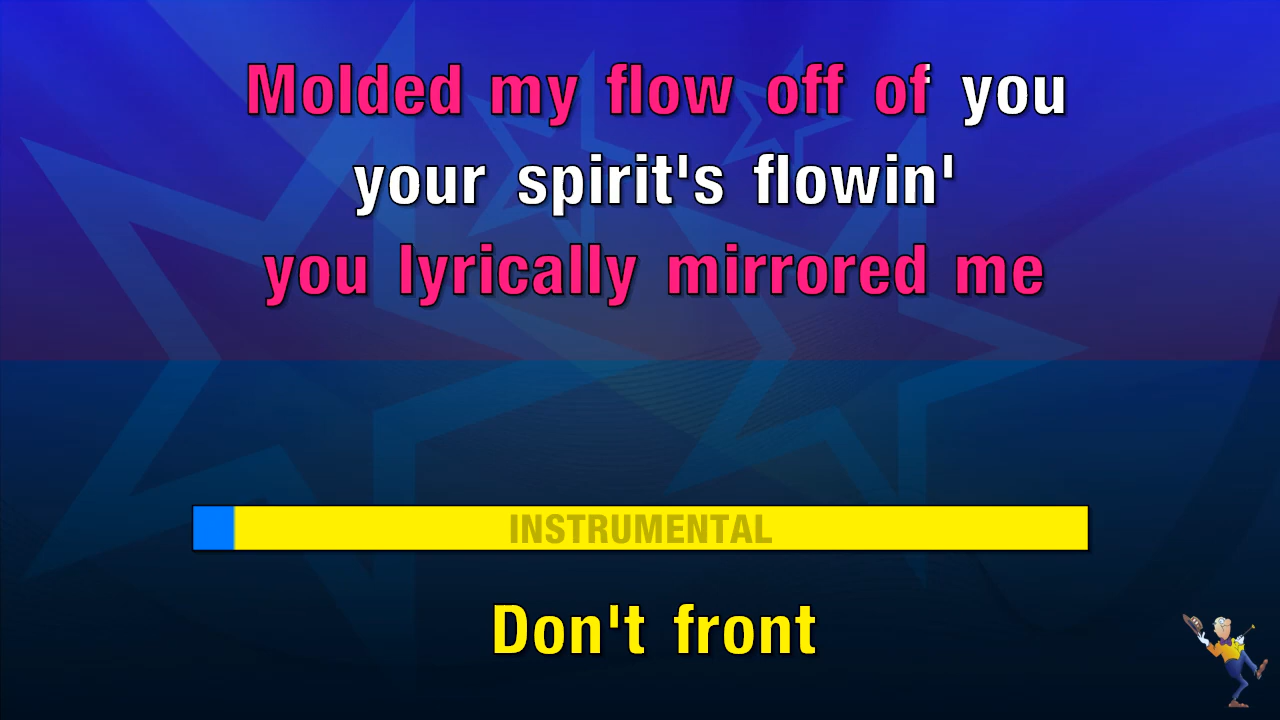 Molded my flow off of you
your spirit's flowin'
you lyrically mirrored me
INSTRUMENTAL
Don't front